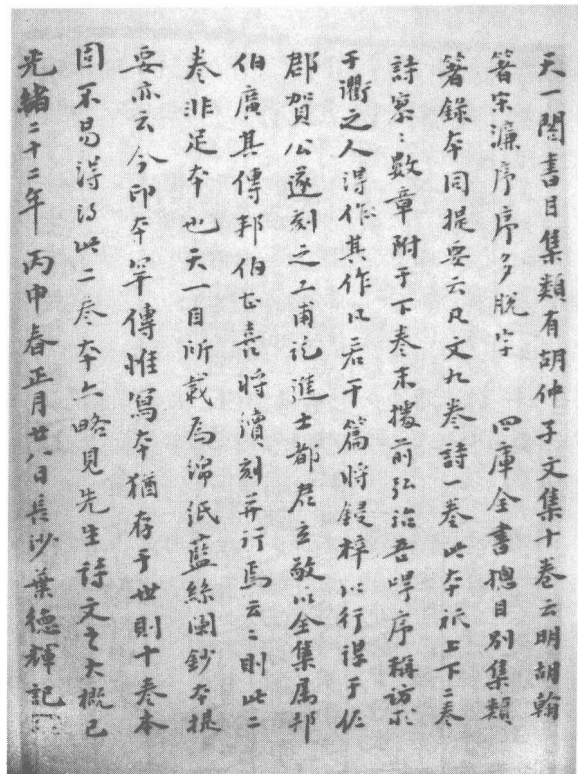 天一閣書目集類有胡仲子文集十卷云明胡翰
著宋濂序序多脫字　四庫全書總目別集類
著錄本同提要云凡文九卷詩一卷此本祇上下二卷
詩寥〻數章附于下卷末據前弘治吾㖊序稱訪求
于衢之人得作其作凡若干篇將鋟梓以行得于作
郡賀公遂刻之工甫訖進士都君玄敬以全集屬邦
伯廣其傳邦伯甚喜將續刻并行焉云〻則此二
卷非足本也天一目所載為綿紙藍絲闌鈔本提
要亦云今印本罕傳惟寫本猶存于世則十卷本
固不易得得此二卷本亦略見先生詩文之大概已
光緒二十二年　丙申春正月廿八日長沙葉德輝記